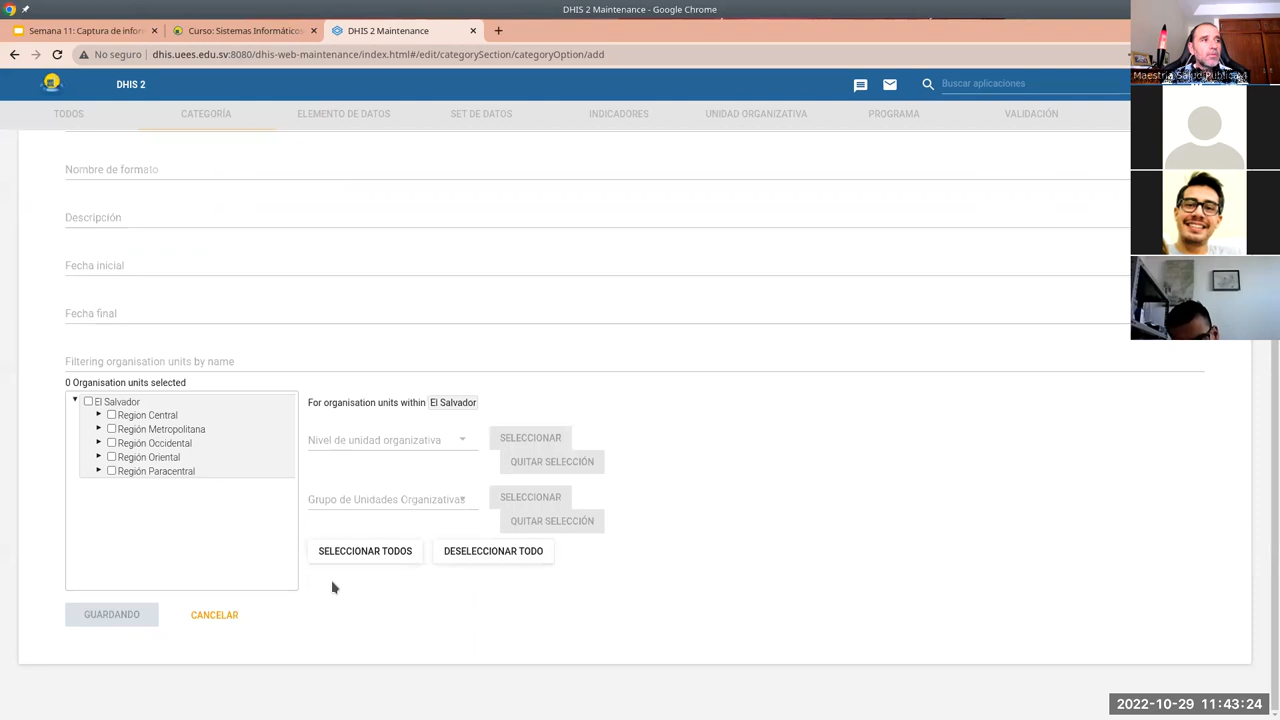 DHIS 2 Maintenance - Google Chrome
Semana 11: Captura de infor
Curso: Sistemas Informáticos
DHIS 2 Maintenance
No seguro
dhis.uees.edu.sv:8080/dhis-web-maintenance/index.html#/edit/categorySection/categoryOption/add
Maestria Salud Publica 1
DHIS 2
Buscar aplicaciones
TODOS
CATEGORÍA
ELEMENTO DE DATOS
SET DE DATOS
INDICADORES
UNIDAD ORGANIZATIVA
PROGRAMA
VALIDACIÓN
Nombre de formato
Descripción
Fecha inicial
Fecha final
Filtering organisation units by name
0 Organisation units selected
El Salvador
Region Central
Región Metropolitana
Región Occidental
Región Oriental
Región Paracentral
For organisation units within El Salvador
Nivel de unidad organizativa
SELECCIONAR
QUITAR SELECCIÓN
Grupo de Unidades Organizativas
SELECCIONAR
QUITAR SELECCIÓN
SELECCIONAR TODOS
DESELECCIONAR TODO
GUARDANDO
CANCELAR
2022-10-29 11:43:24